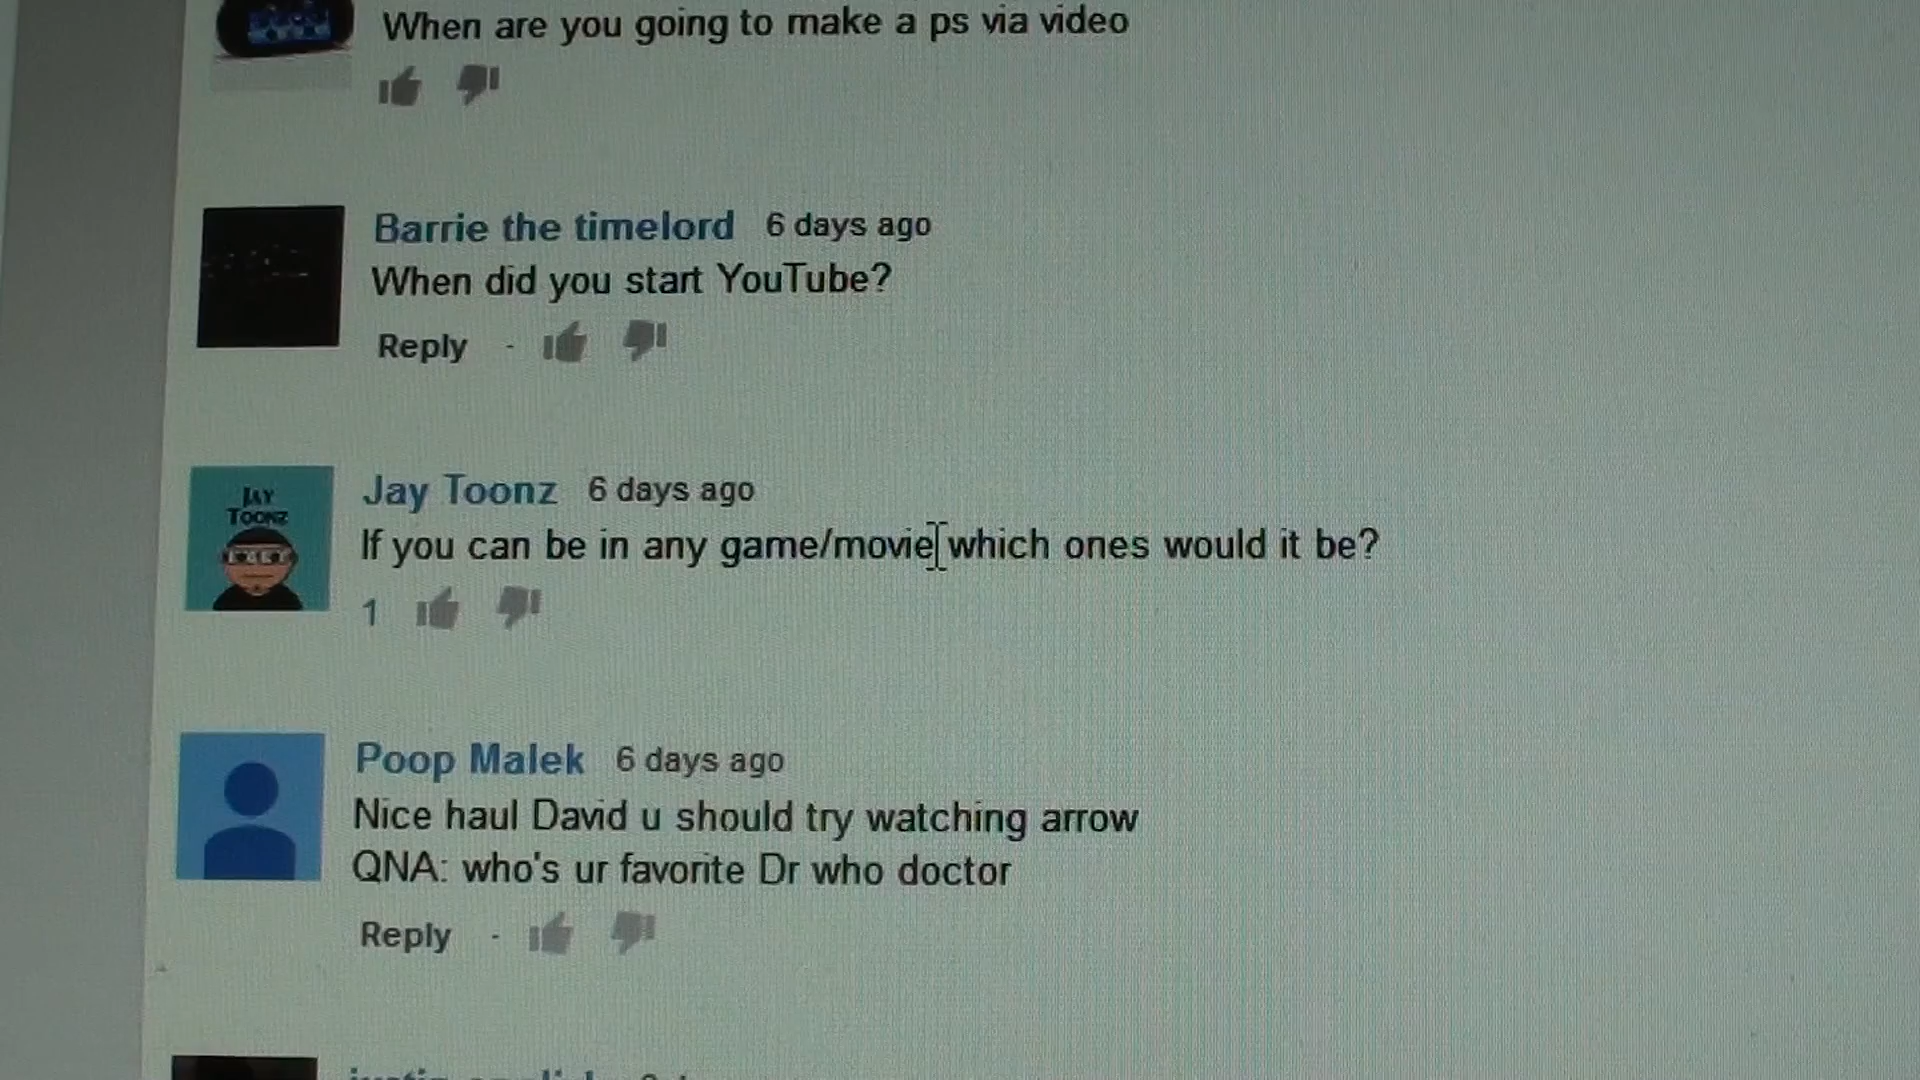 When are you going to make a ps via video
Barrie the timelord 6 days ago
When did you start YouTube?
Reply -
JAY
TOONZ
Jay Toonz 6 days ago
If you can be in any game/movie which ones would it be?
1
Poop Malek 6 days ago
Nice haul David u should try watching arrow
QNA: who's ur favorite Dr who doctor
Reply -